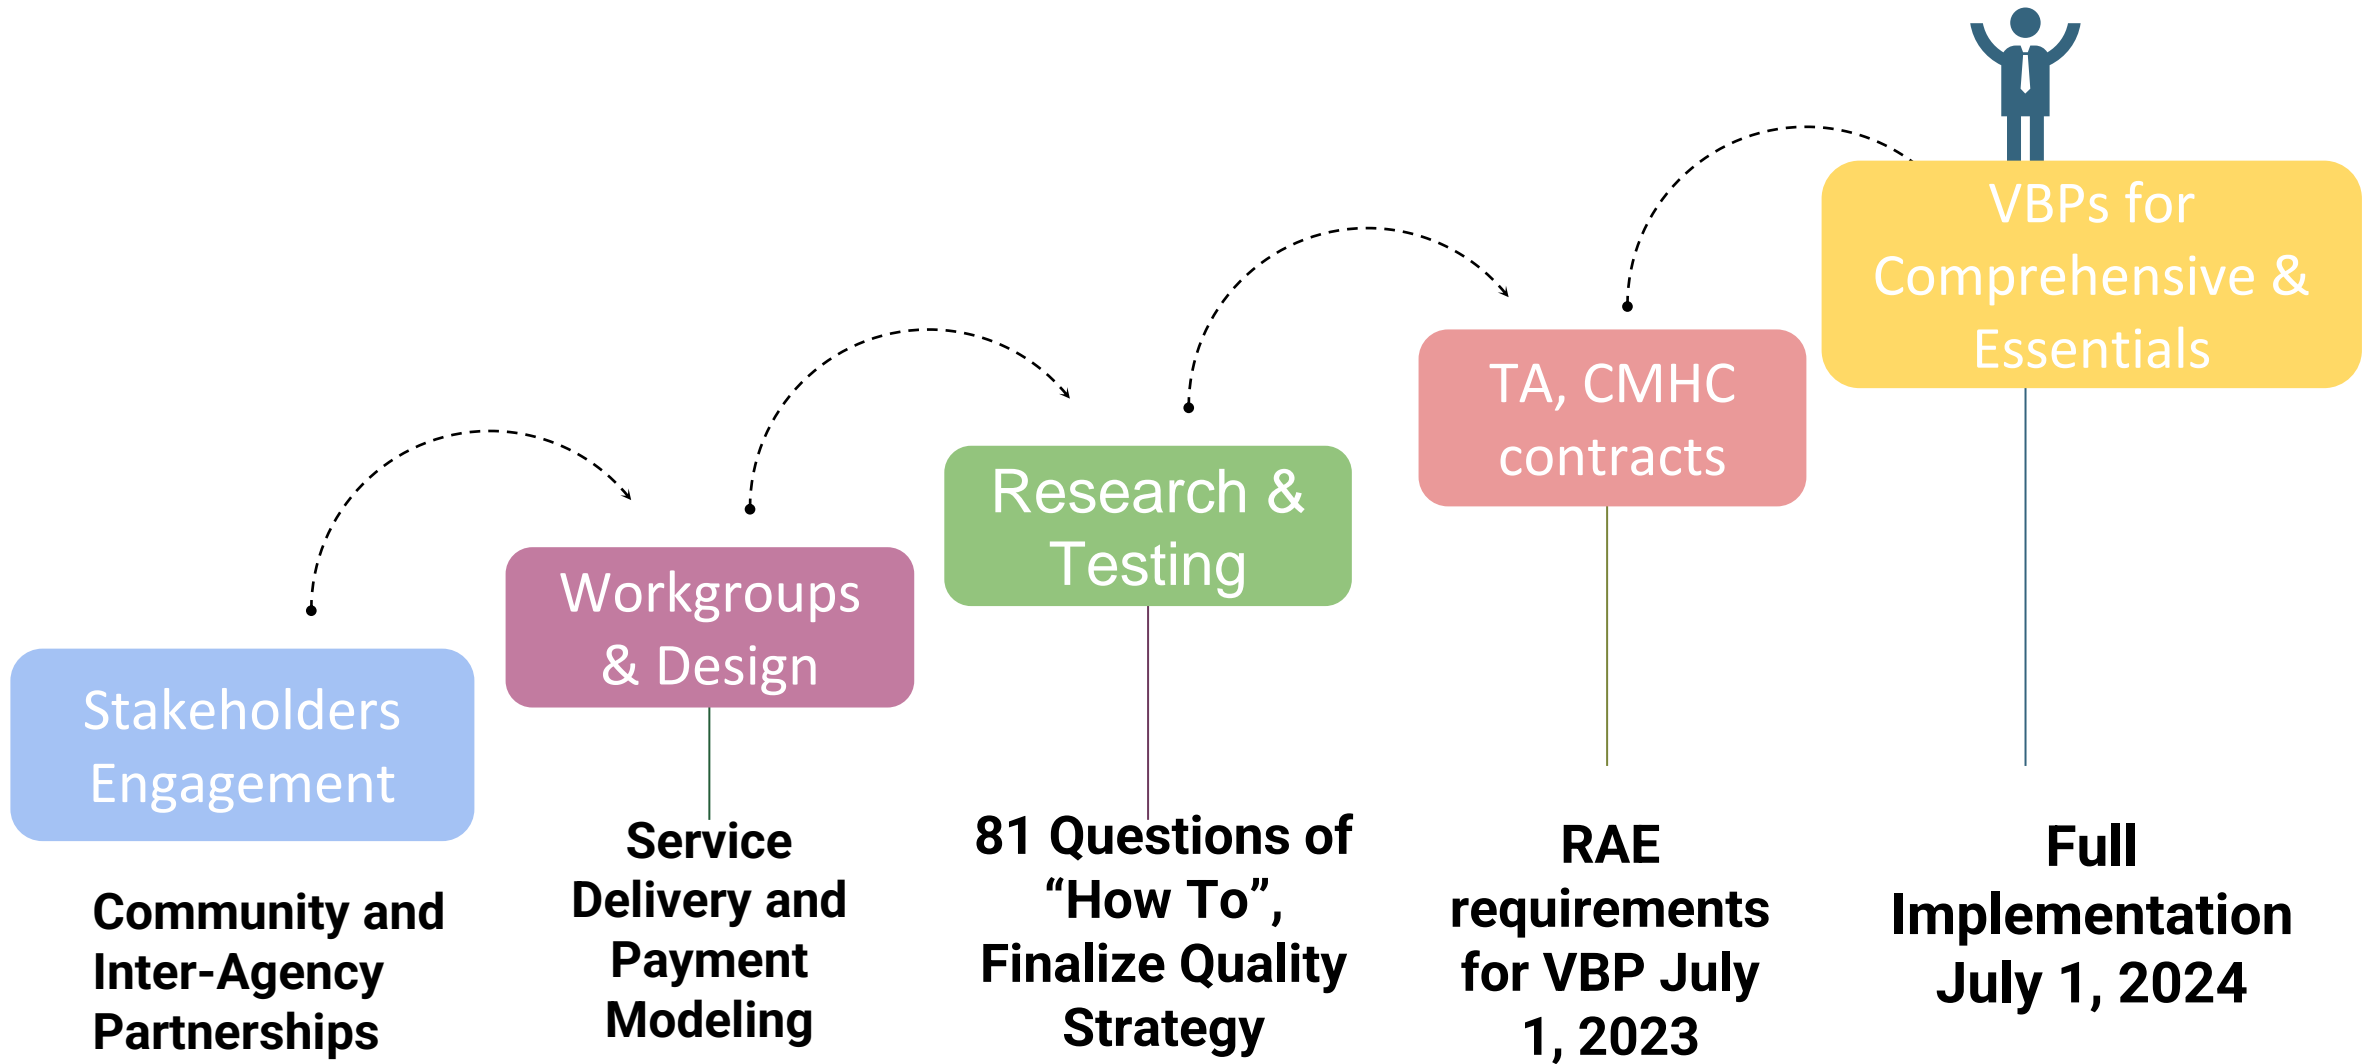 Stakeholders
Engagement
Community and
Inter-Agency
Partnerships
Workgroups
& Design
Service
Delivery and
Payment
Modeling
Research &
Testing
81 Questions of
“How To”,
Finalize Quality
Strategy
TA, CMHC
contracts
RAE
requirements
for VBP July
1, 2023
VBPs for
Comprehensive &
Essentials
Full
Implementation
July 1, 2024